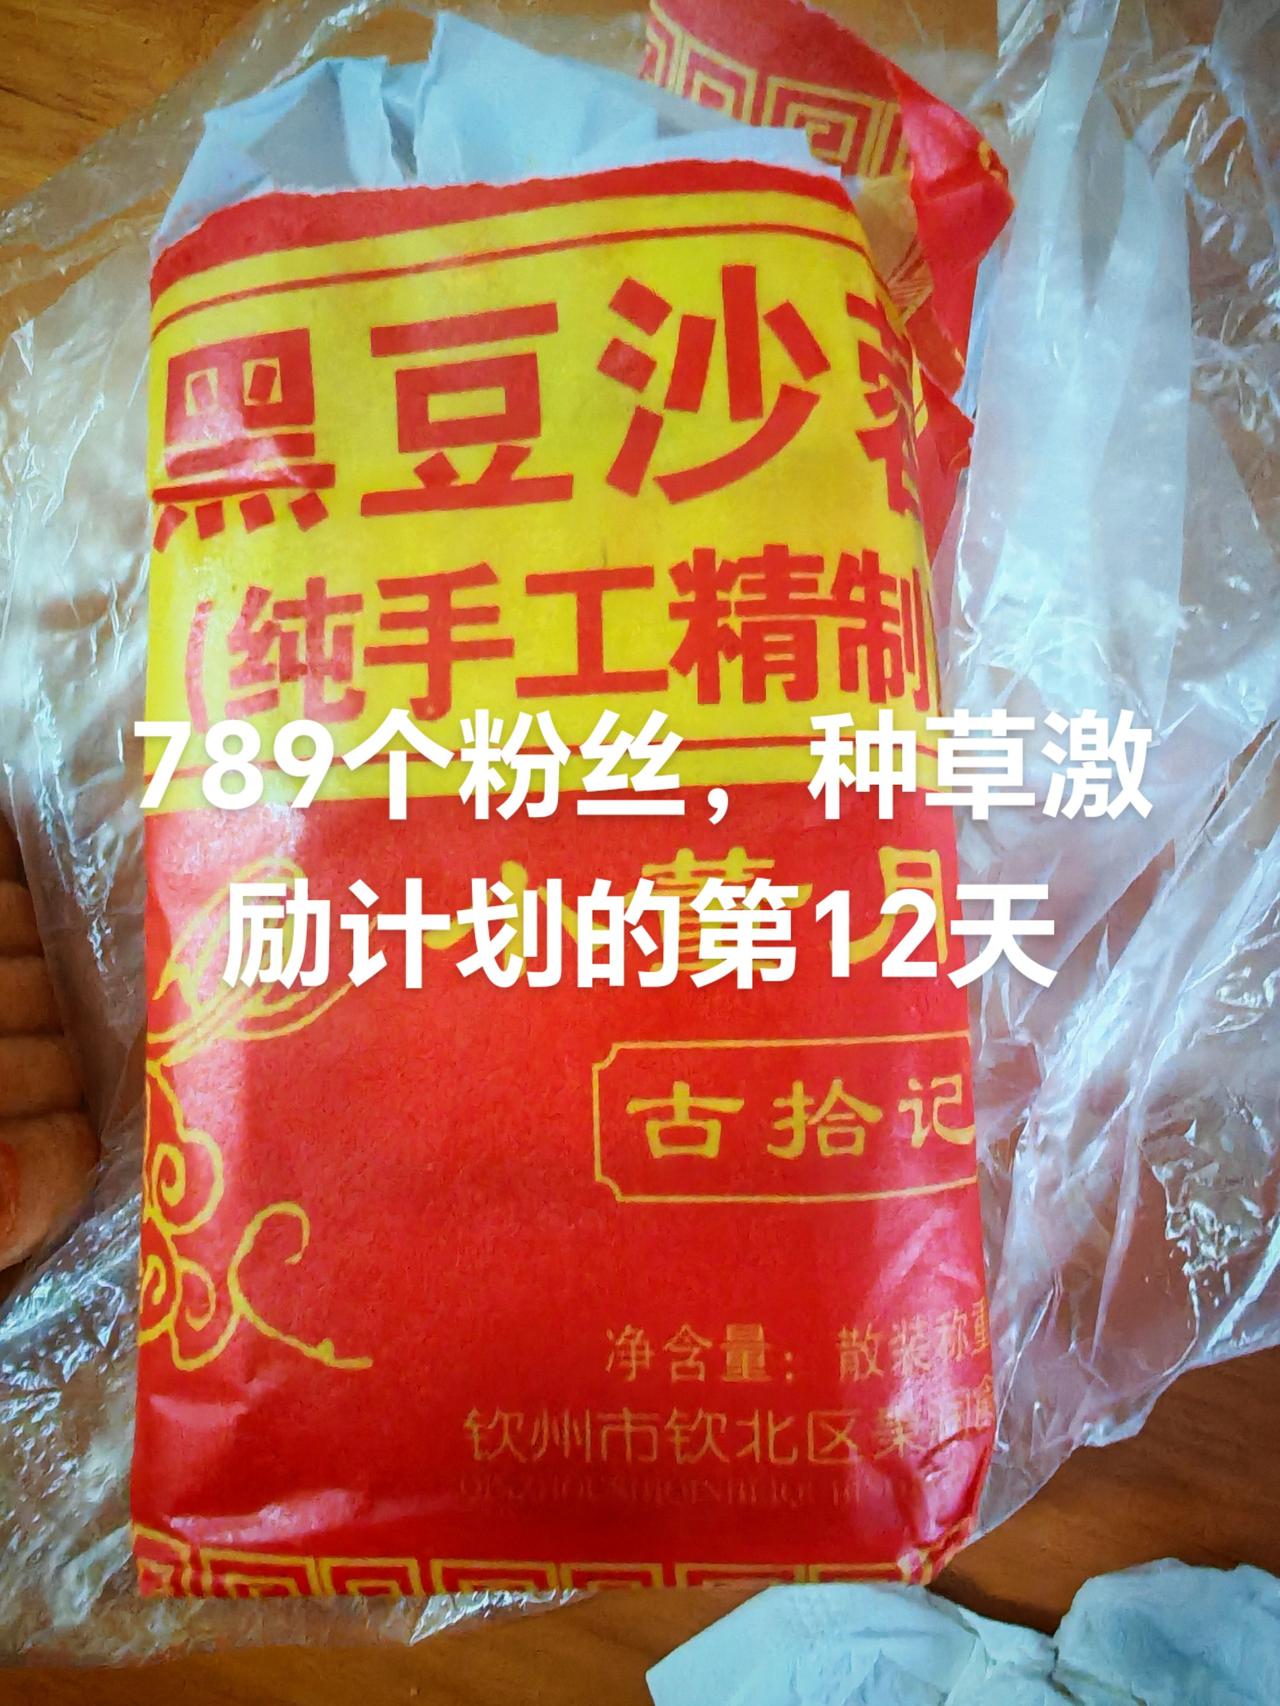 黑豆沙
(纯手工精制
789个粉丝，种草激
励计划的第12天
古拾记
净含量：散装称重
钦州市钦北区